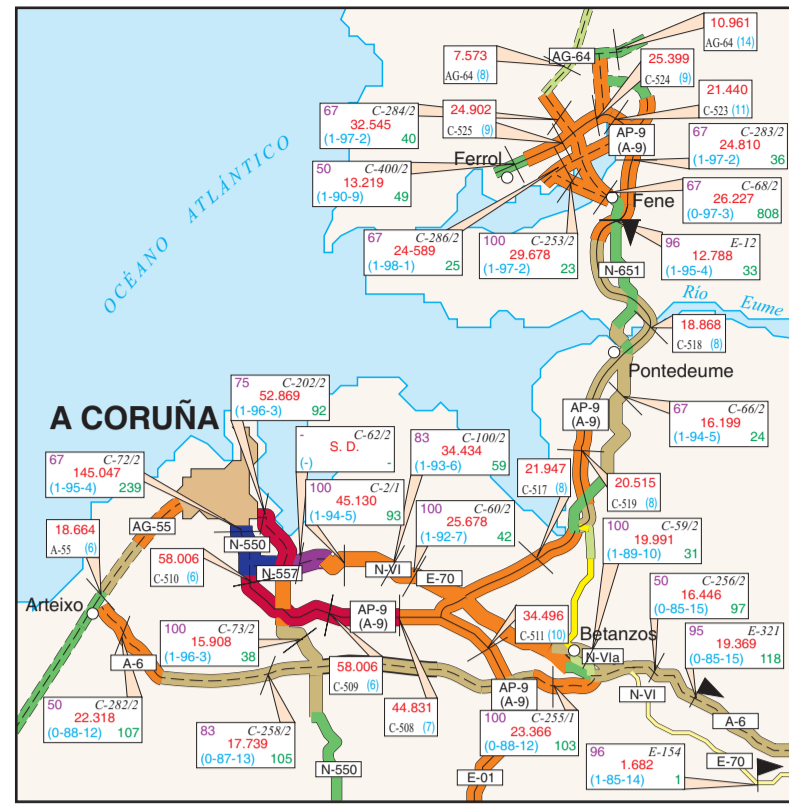 10.961
AG-64 (14)
7.573
AG-64 (8)
AG-64
25.399
C-524 (9)
21.440
C-523 (11)
67 C-284/2
32.545
(1-97-2) 40
24.902
C-525 (9)
AP-9
(A-9)
67 C-283/2
24.810
(1-97-2) 36
OCÉANO ATLÁNTICO
Ferrol
50 C-400/2
13.219
(1-90-9) 49
67 C-68/2
26.227
(0-97-3) 808
Fene
67 C-286/2
24-589
(1-98-1) 25
100 C-253/2
29.678
(1-97-2) 23
96 E-12
12.788
(1-95-4) 33
N-651
Río Eume
18.868
C-518 (8)
Pontedeume
75 C-202/2
52.869
(1-96-3) 92
A CORUÑA
AP-9
(A-9)
67 C-66/2
16.199
(1-94-5) 24
- C-62/2
S. D.
(-) -
83 C-100/2
34.434
(1-93-6) 59
67 C-72/2
145.047
(1-95-4) 239
21.947
C-517 (8)
20.515
C-519 (8)
100 C-2/1
45.130
(1-94-5) 93
100 C-60/2
25.678
(1-92-7) 42
18.664
A-55 (6)
AG-55
N-550
100 C-59/2
19.991
(1-89-10) 31
58.006
C-510 (6)
N-557
N-VI
E-70
50 C-256/2
16.446
(0-85-15) 97
Arteixo
AP-9
(A-9)
34.496
C-511 (10)
Betanzos
100 C-73/2
15.908
(1-96-3) 38
95 E-321
19.369
(0-85-15) 118
A-6
58.006
C-509 (6)
N-VIa
N-VI
50 C-282/2
22.318
(0-88-12) 107
44.831
C-508 (7)
AP-9
(A-9)
A-6
83 C-258/2
17.739
(0-87-13) 105
100 C-255/1
23.366
(0-88-12) 103
96 E-154
1.682
(1-85-14) 1
N-550
E-70
E-01